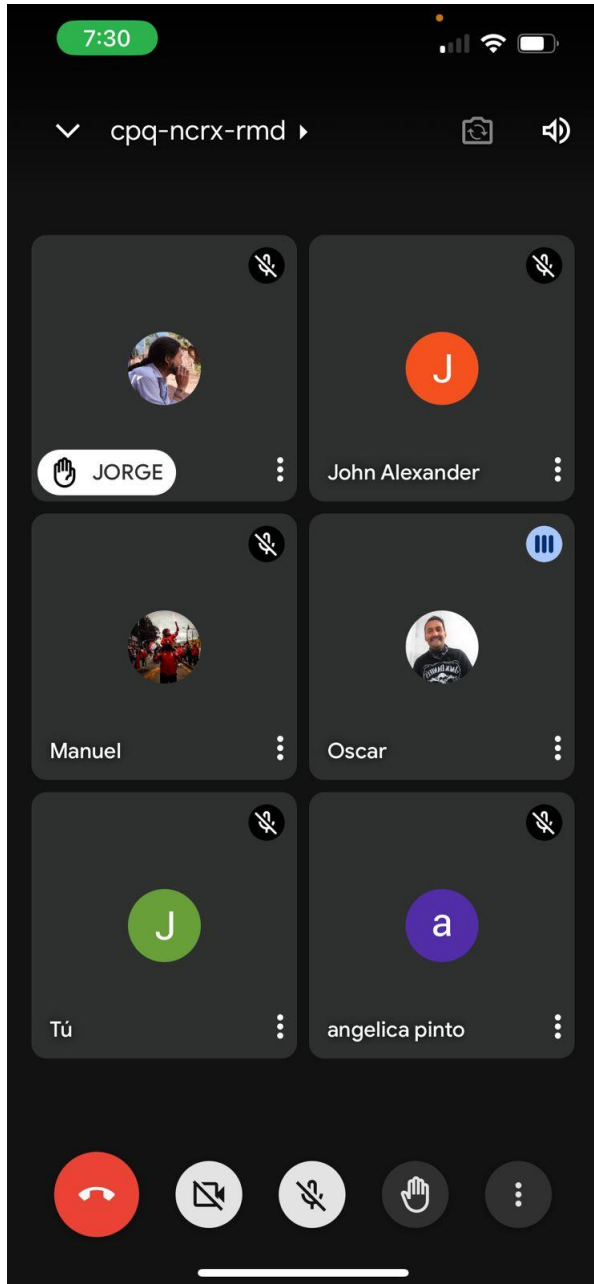 7:30
cpq-ncrx-rmd
J
JORGE
John Alexander
Manuel
Oscar
J
a
Tú
angelica pinto